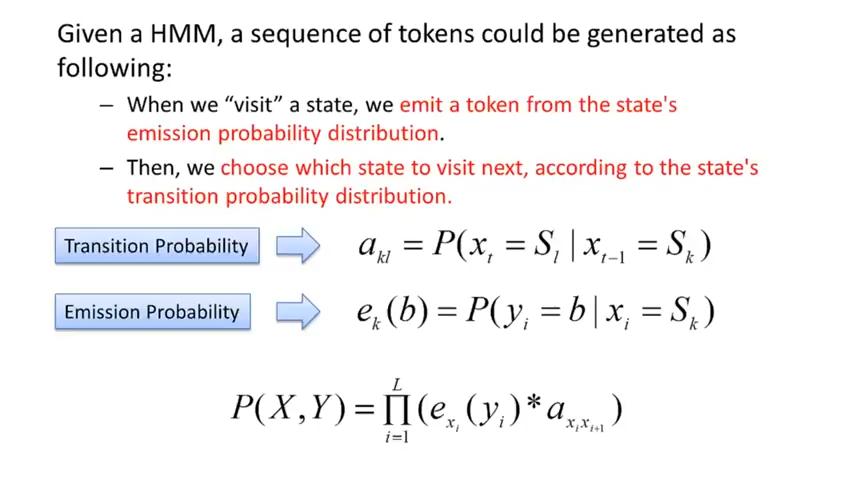 Given a HMM, a sequence of tokens could be generated as
following:
– When we “visit” a state, we emit a token from the state's
emission probability distribution.
– Then, we choose which state to visit next, according to the state's
transition probability distribution.
Transition Probability a_{kl} = P(x_t = S_l | x_{t−1} = S_k)
Emission Probability e_k(b) = P(y_i = b | x_i = S_k)
P(X,Y) = ∏_{i=1}^{L} (e_{x_i}(y_i) * a_{x_i x_{i+1}})